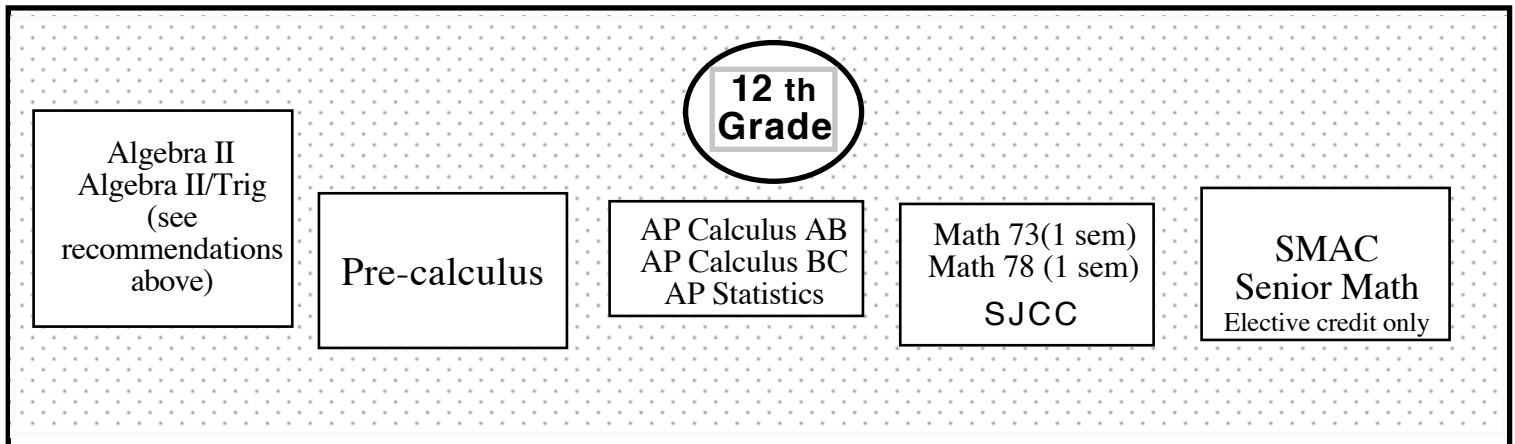 12 th
Grade
Algebra II
Algebra II/Trig
(see
recommendations
above)
Pre-calculus
AP Calculus AB
AP Calculus BC
AP Statistics
Math 73(1 sem)
Math 78 (1 sem)
SJCC
SMAC
Senior Math
Elective credit only